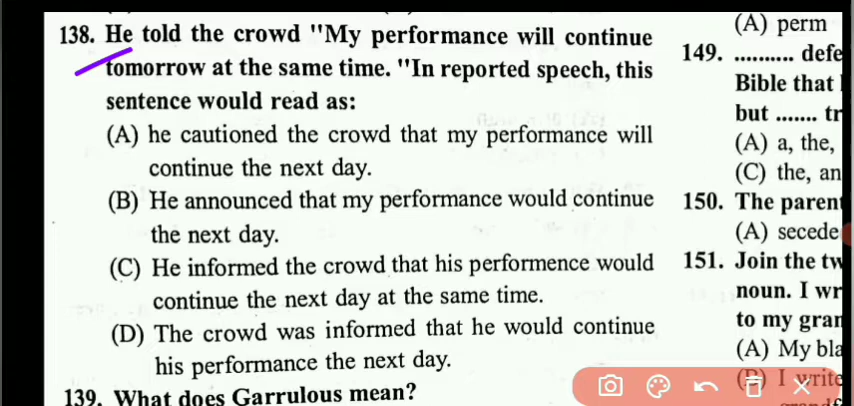 138. He told the crowd "My performance will continue
tomorrow at the same time. "In reported speech, this
sentence would read as:
(A) he cautioned the crowd that my performance will
continue the next day.
(B) He announced that my performance would continue
the next day.
(C) He informed the crowd that his performence would
continue the next day at the same time.
(D) The crowd was informed that he would continue
his performance the next day.
139. What does Garrulous mean?
(A) perm
149. .......... defe
Bible that
but ....... tr
(A) a, the,
(C) the, an
150. The paren
(A) secede
151. Join the tw
noun. I wr
to my gran
(A) My bla
(B) I write